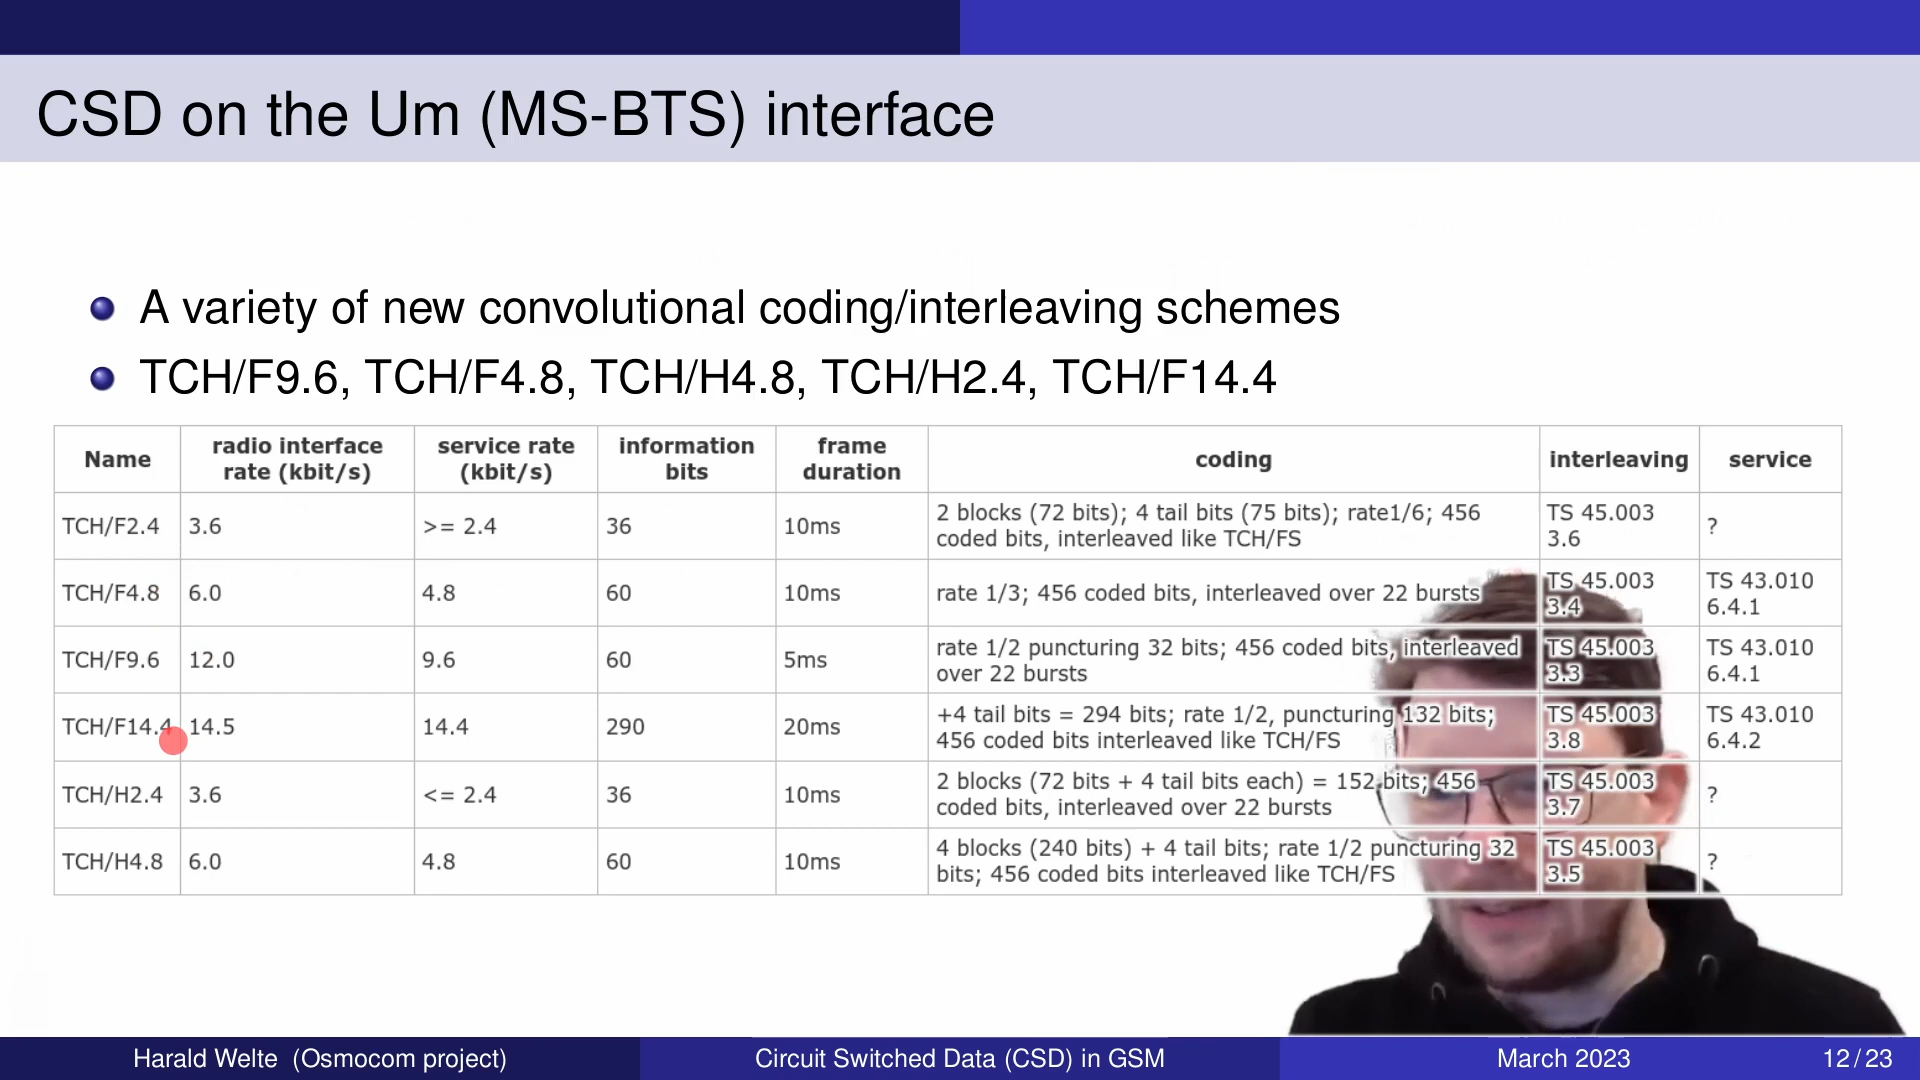 CSD on the Um (MS-BTS) interface
A variety of new convolutional coding/interleaving schemes
TCH/F9.6, TCH/F4.8, TCH/H4.8, TCH/H2.4, TCH/F14.4
Name radio interface rate (kbit/s) service rate (kbit/s) information bits frame duration coding interleaving service
TCH/F2.4 3.6 >= 2.4 36 10ms 2 blocks (72 bits); 4 tail bits (75 bits); rate1/6; 456 coded bits, interleaved like TCH/FS TS 45.003 3.6 ?
TCH/F4.8 6.0 4.8 60 10ms rate 1/3; 456 coded bits, interleaved over 22 bursts TS 45.003 3.4 TS 43.010 6.4.1
TCH/F9.6 12.0 9.6 60 5ms rate 1/2 puncturing 32 bits; 456 coded bits, interleaved over 22 bursts TS 45.003 3.3 TS 43.010 6.4.1
TCH/F14.4 14.5 14.4 290 20ms +4 tail bits = 294 bits; rate 1/2, puncturing 132 bits; 456 coded bits interleaved like TCH/FS TS 45.003 3.8 TS 43.010 6.4.2
TCH/H2.4 3.6 <= 2.4 36 10ms 2 blocks (72 bits + 4 tail bits each) = 152 bits; 456 coded bits, interleaved over 22 bursts TS 45.003 3.7 ?
TCH/H4.8 6.0 4.8 60 10ms 4 blocks (240 bits) + 4 tail bits; rate 1/2 puncturing 32 bits; 456 coded bits interleaved like TCH/FS TS 45.003 3.5 ?
Harald Welte (Osmocom project) Circuit Switched Data (CSD) in GSM March 2023 12 / 23